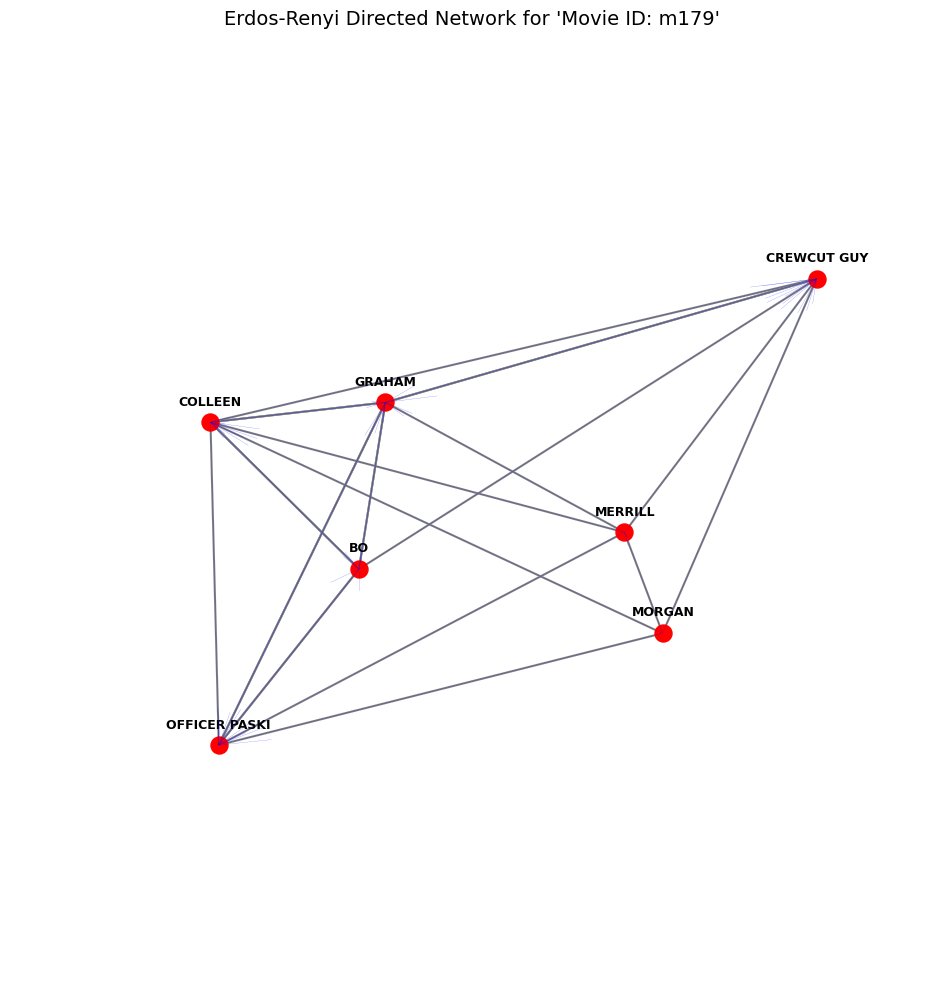 Erdos-Renyi Directed Network for 'Movie ID: m179'
CREWCUT GUY
GRAHAM
COLLEEN
MERRILL
BO
MORGAN
OFFICER PASKI